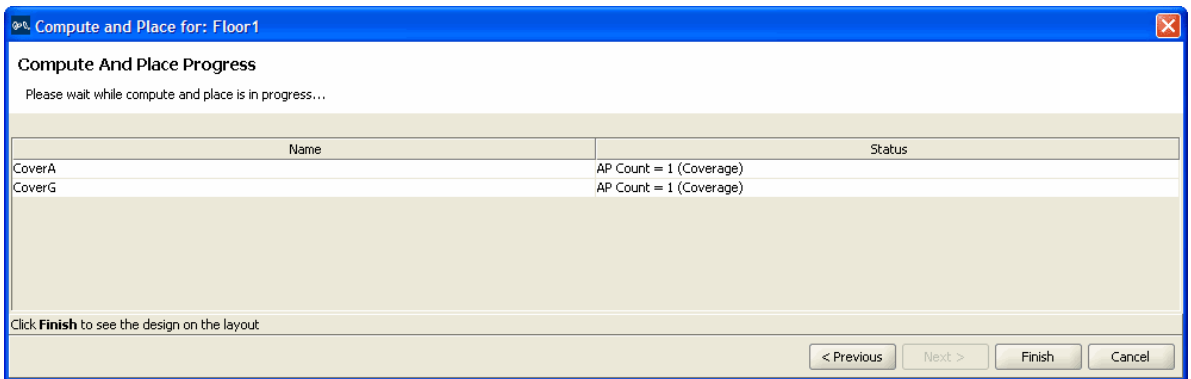 Compute and Place for: Floor1
Compute And Place Progress
Please wait while compute and place is in progress...
Name Status
CoverA AP Count = 1 (Coverage)
CoverG AP Count = 1 (Coverage)
Click Finish to see the design on the layout
< Previous Next > Finish Cancel